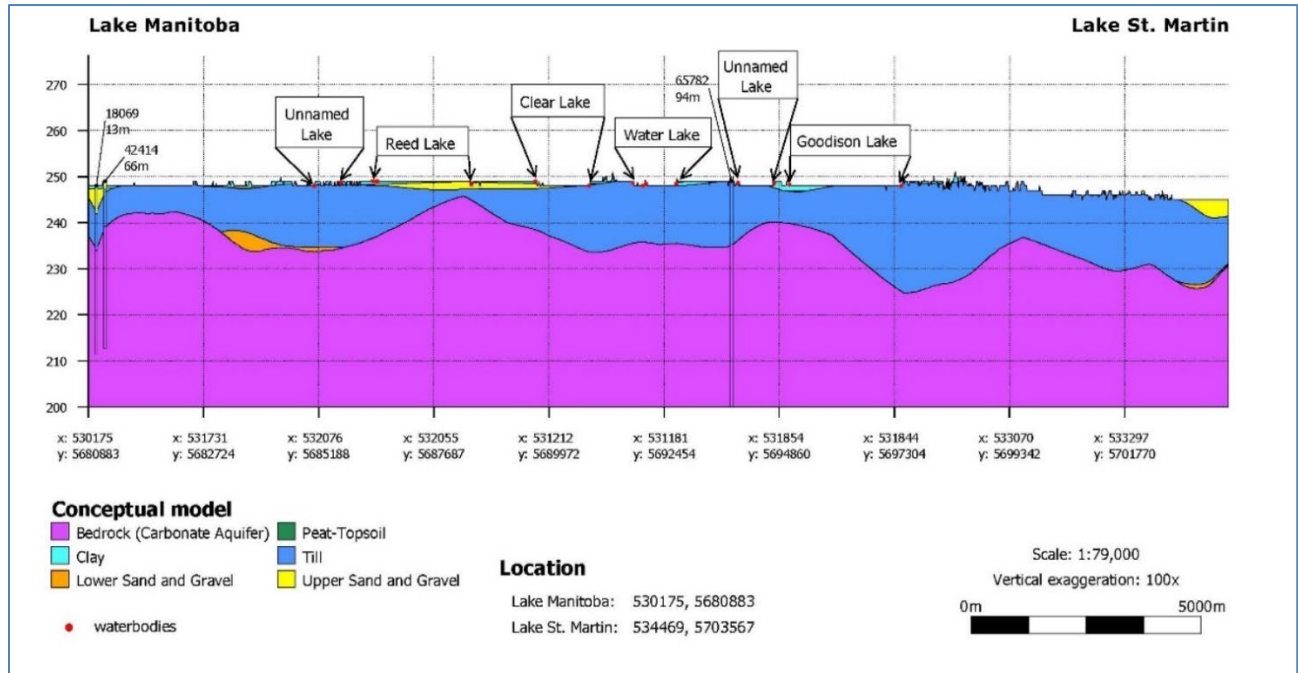 Lake Manitoba
Lake St. Martin
270
260
250
240
230
220
210
200
18069
13m
42414
66m
Unnamed
Lake
Reed Lake
Clear Lake
Water Lake
65782
94m
Unnamed
Lake
Goodison Lake
x: 530175
y: 5680883
x: 531731
y: 5682724
x: 532076
y: 5685188
x: 532055
y: 5687687
x: 531212
y: 5689972
x: 531181
y: 5692454
x: 531854
y: 5694860
x: 531844
y: 5697304
x: 533070
y: 5699342
x: 533297
y: 5701770
Conceptual model
Bedrock (Carbonate Aquifer)
Peat-Topsoil
Clay
Till
Lower Sand and Gravel
Upper Sand and Gravel
waterbodies
Location
Lake Manitoba: 530175, 5680883
Lake St. Martin: 534469, 5703567
Scale: 1:79,000
Vertical exaggeration: 100x
0m
5000m